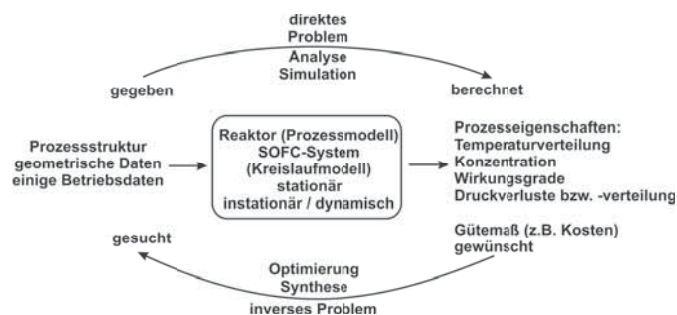 direktes
Problem
Analyse
Simulation
gegeben
berechnet
Prozessstruktur
geometrische Daten
einige Betriebsdaten
Reaktor (Prozessmodell)
SOFC-System
(Kreislaufmodell)
stationär
instationär / dynamisch
Prozesseigenschaften:
Temperaturverteilung
Konzentration
Wirkungsgrade
Druckverluste bzw. -verteilung
Gütemaß (z.B. Kosten)
gewünscht
gesucht
Optimierung
Synthese
inverses Problem